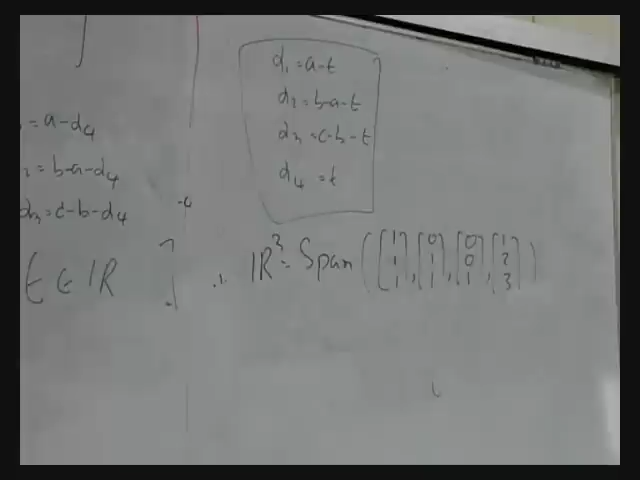 d₁ = a-t
d₂ = b-a-t
d₃ = c-b-t
d₄ = t
= a-d₄
= b-a-d₄
d₃ = c-b-d₄
t ∈ ℝ
∴ ℝ³ = Span ( [1 1 1], [0 1 1], [0 0 1], [1 2 3] )